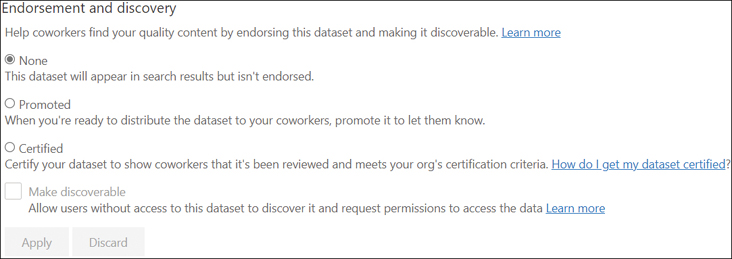 Endorsement and discovery
Help coworkers find your quality content by endorsing this dataset and making it discoverable. Learn more
None
This dataset will appear in search results but isn't endorsed.
Promoted
When you're ready to distribute the dataset to your coworkers, promote it to let them know.
Certified
Certify your dataset to show coworkers that it's been reviewed and meets your org's certification criteria. How do I get my dataset certified?
Make discoverable
Allow users without access to this dataset to discover it and request permissions to access the data Learn more
Apply Discard